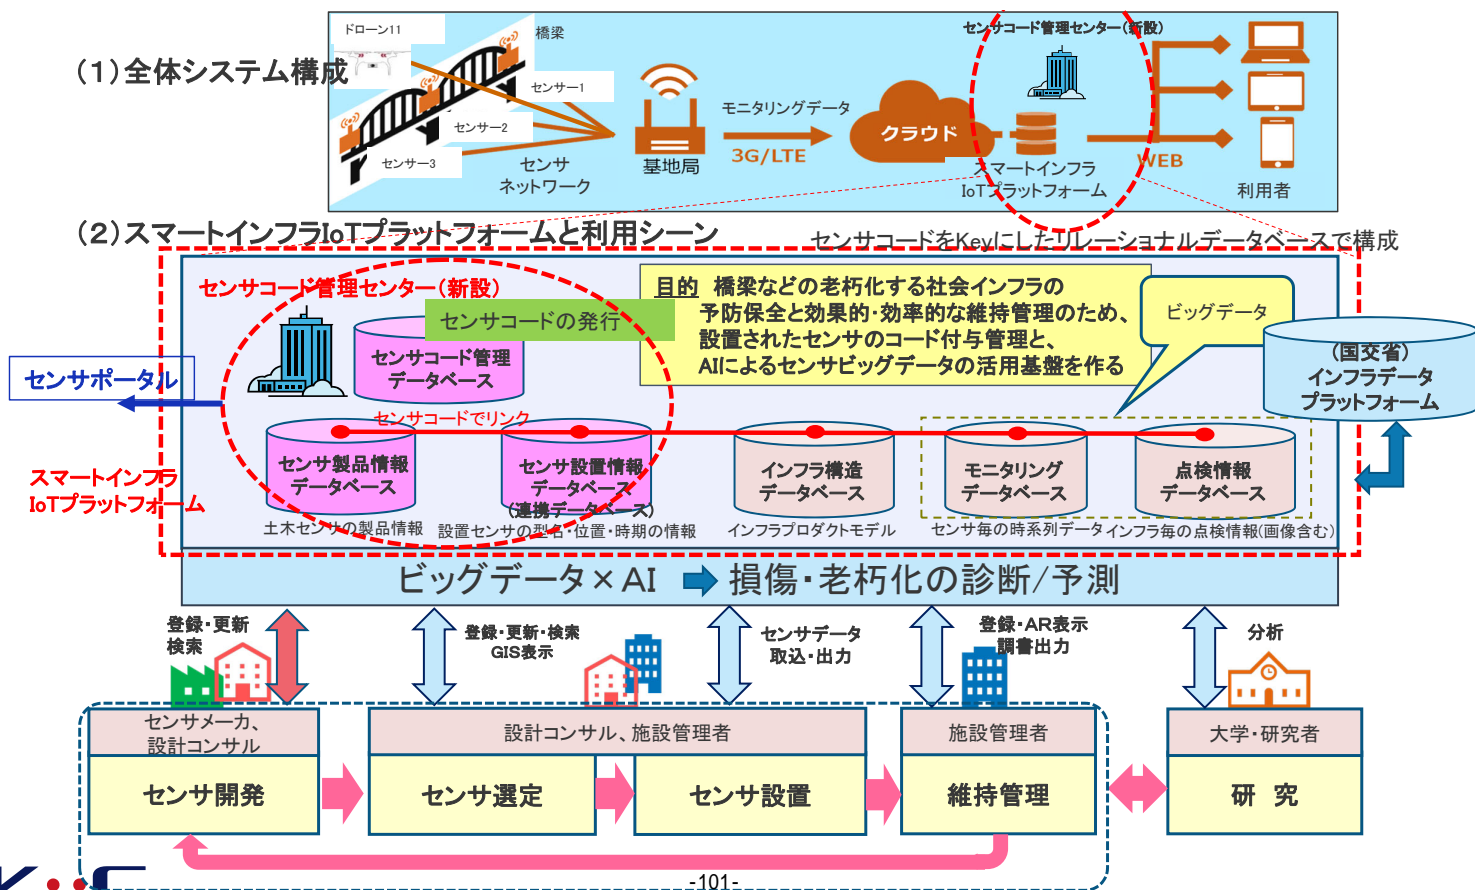 (1)全体システム構成
ドローン11
橋梁
センサー1
センサー2
センサー3
センサ
ネットワーク
基地局
モニタリングデータ
3G/LTE
クラウド
センサコード管理センター(新設)
スマートインフラ
IoTプラットフォーム
WEB
利用者
(2)スマートインフラIoTプラットフォームと利用シーン
センサコードをKeyにしたリレーショナルデータベースで構成
センサコード管理センター(新設)
センサコードの発行
センサコード管理
データベース
目的 橋梁などの老朽化する社会インフラの
予防保全と効果的・効率的な維持管理のため、
設置されたセンサのコード付与管理と、
AIによるセンサビッグデータの活用基盤を作る
ビッグデータ
(国交省)
インフラデータ
プラットフォーム
センサポータル
センサコードでリンク
スマートインフラ
IoTプラットフォーム
センサ製品情報
データベース
土木センサの製品情報
センサ設置情報
データベース
(連携データベース)
設置センサの型名・位置・時期の情報
インフラ構造
データベース
インフラプロダクトモデル
モニタリング
データベース
センサ毎の時系列データ
点検情報
データベース
インフラ毎の点検情報(画像含む)
ビッグデータ×AI 損傷・老朽化の診断/予測
登録・更新
検索
登録・更新・検索
GIS表示
センサデータ
取込・出力
登録・AR表示
調書出力
分析
センサメーカ、
設計コンサル
設計コンサル、施設管理者
施設管理者
大学・研究者
センサ開発
センサ選定
センサ設置
維持管理
研 究
-101-